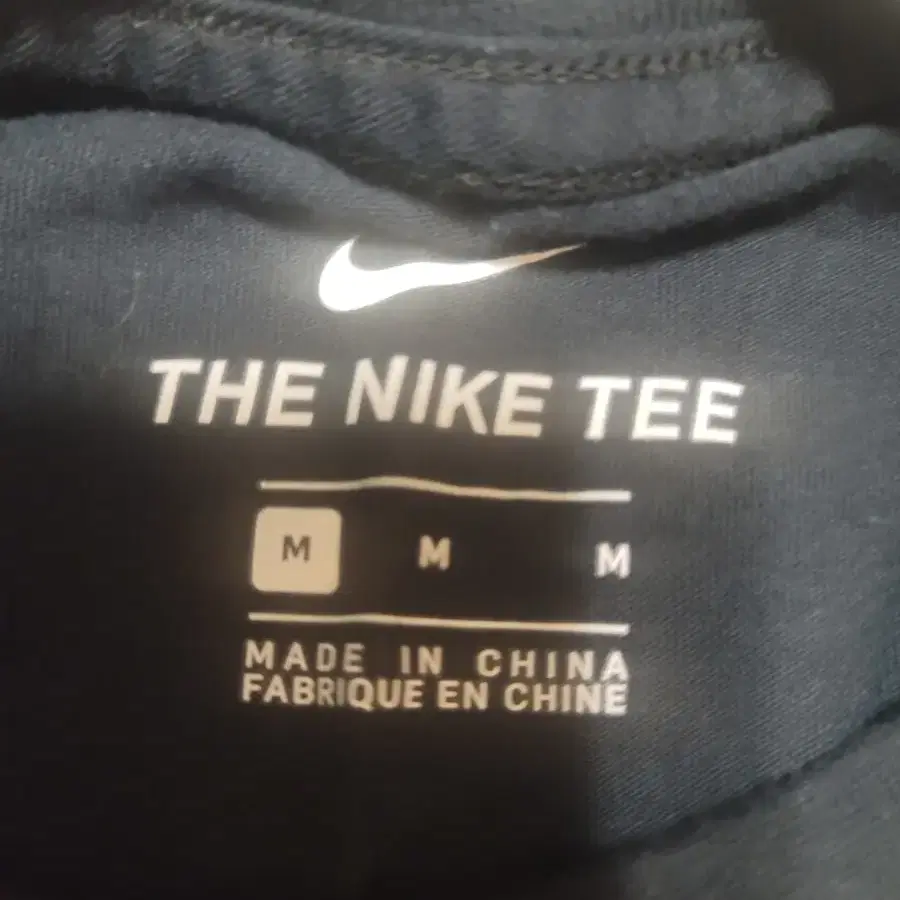 THE NIKE TEE
M M M
MADE IN CHINA
FABRIQUE EN CHINE